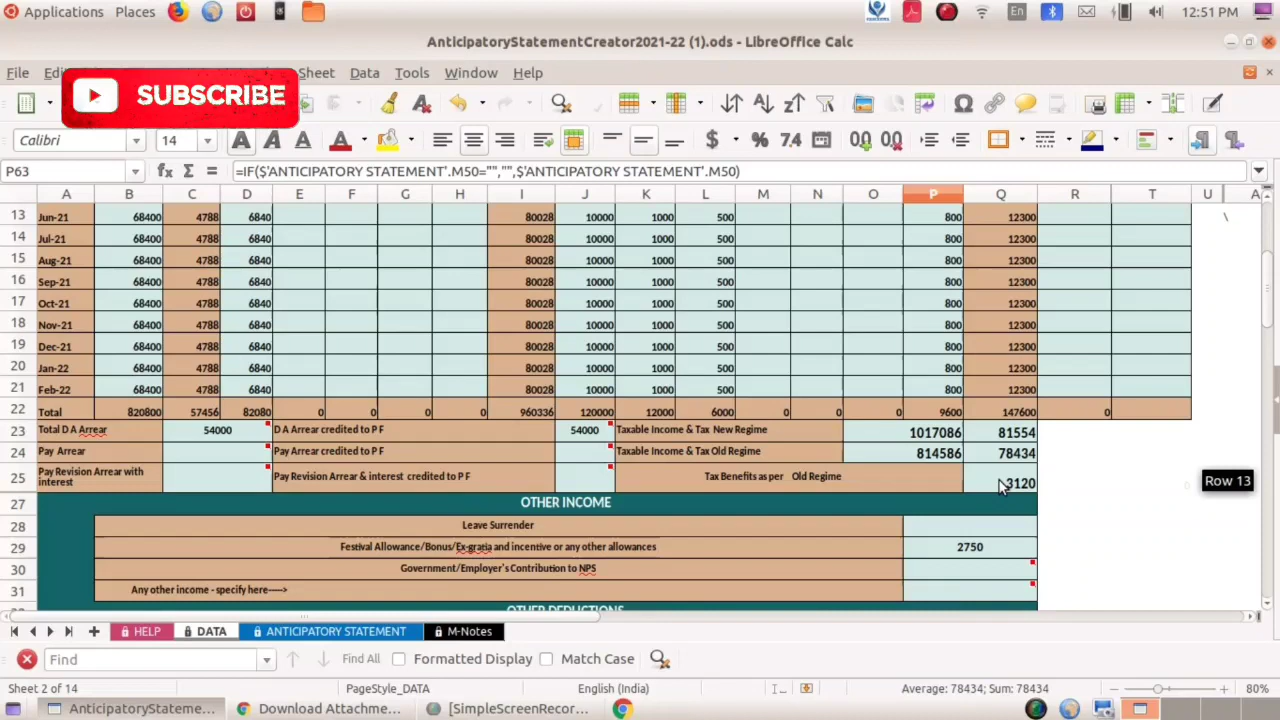 Applications Places En 12:51 PM
AnticipatoryStatementCreator2021-22 (1).ods - LibreOffice Calc
File Ed Sheet Data Tools Window Help
SUBSCRIBE
Calibri 14
P63 =IF($'ANTICIPATORY STATEMENT'.M50="","",$'ANTICIPATORY STATEMENT'.M50)
A B C D E F G H I J K L M N O P Q R T U
13 Jun-21 68400 4788 6840 80028 10000 1000 500 800 12300 \
14 Jul-21 68400 4788 6840 80028 10000 1000 500 800 12300
15 Aug-21 68400 4788 6840 80028 10000 1000 500 800 12300
16 Sep-21 68400 4788 6840 80028 10000 1000 500 800 12300
17 Oct-21 68400 4788 6840 80028 10000 1000 500 800 12300
18 Nov-21 68400 4788 6840 80028 10000 1000 500 800 12300
19 Dec-21 68400 4788 6840 80028 10000 1000 500 800 12300
20 Jan-22 68400 4788 6840 80028 10000 1000 500 800 12300
21 Feb-22 68400 4788 6840 80028 10000 1000 500 800 12300
22 Total 820800 57456 82080 0 0 0 0 960336 120000 12000 6000 0 0 0 9600 147600 0
23 Total D A Arrear 54000 D A Arrear credited to P F 54000 Taxable Income & Tax New Regime 1017086 81554
24 Pay Arrear Pay Arrear credited to P F Taxable Income & Tax Old Regime 814586 78434
25 Pay Revision Arrear with interest Pay Revision Arrear & interest credited to P F Tax Benefits as per Old Regime 3120 Row 13
27 OTHER INCOME
28 Leave Surrender
29 Festival Allowance/Bonus/Ex-gratia and incentive or any other allowances 2750
30 Government/Employer's Contribution to NPS
31 Any other income - specify here----->
OTHER DEDUCTIONS
HELP DATA ANTICIPATORY STATEMENT M-Notes
Find Find All Formatted Display Match Case
Sheet 2 of 14 PageStyle_DATA English (India) Average: 78434; Sum: 78434 80%
AnticipatoryStateme... Download Attachme... [SimpleScreenRecor...